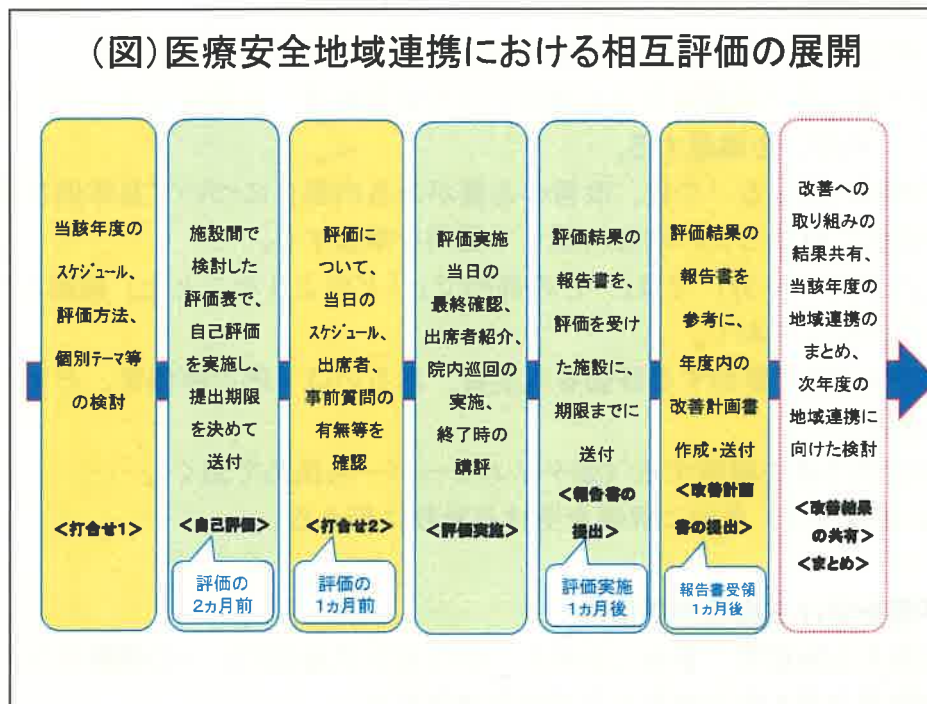 (図)医療安全地域連携における相互評価の展開
当該年度の
スケジュール、
評価方法、
個別テーマ等
の検討
<打合せ1>
施設間で
検討した
評価表で、
自己評価
を実施し、
提出期限
を決めて
送付
<自己評価>
評価の
2ヵ月前
評価に
ついて、
当日の
スケジュール、
出席者、
事前質問の
有無等を
確認
<打合せ2>
評価の
1ヵ月前
評価実施
当日の
最終確認、
出席者紹介、
院内巡回の
実施、
終了時の
講評
<評価実施>
評価結果の
報告書を、
評価を受け
た施設に、
期限までに
送付
<報告書の
提出>
評価実施
1ヵ月後
評価結果の
報告書を
参考に、
年度内の
改善計画書
作成・送付
<改善計画
書の提出>
報告書受領
1ヵ月後
改善への
取り組みの
結果共有、
当該年度の
地域連携の
まとめ、
次年度の
地域連携に
向けた検討
<改善結果
の共有>
<まとめ>